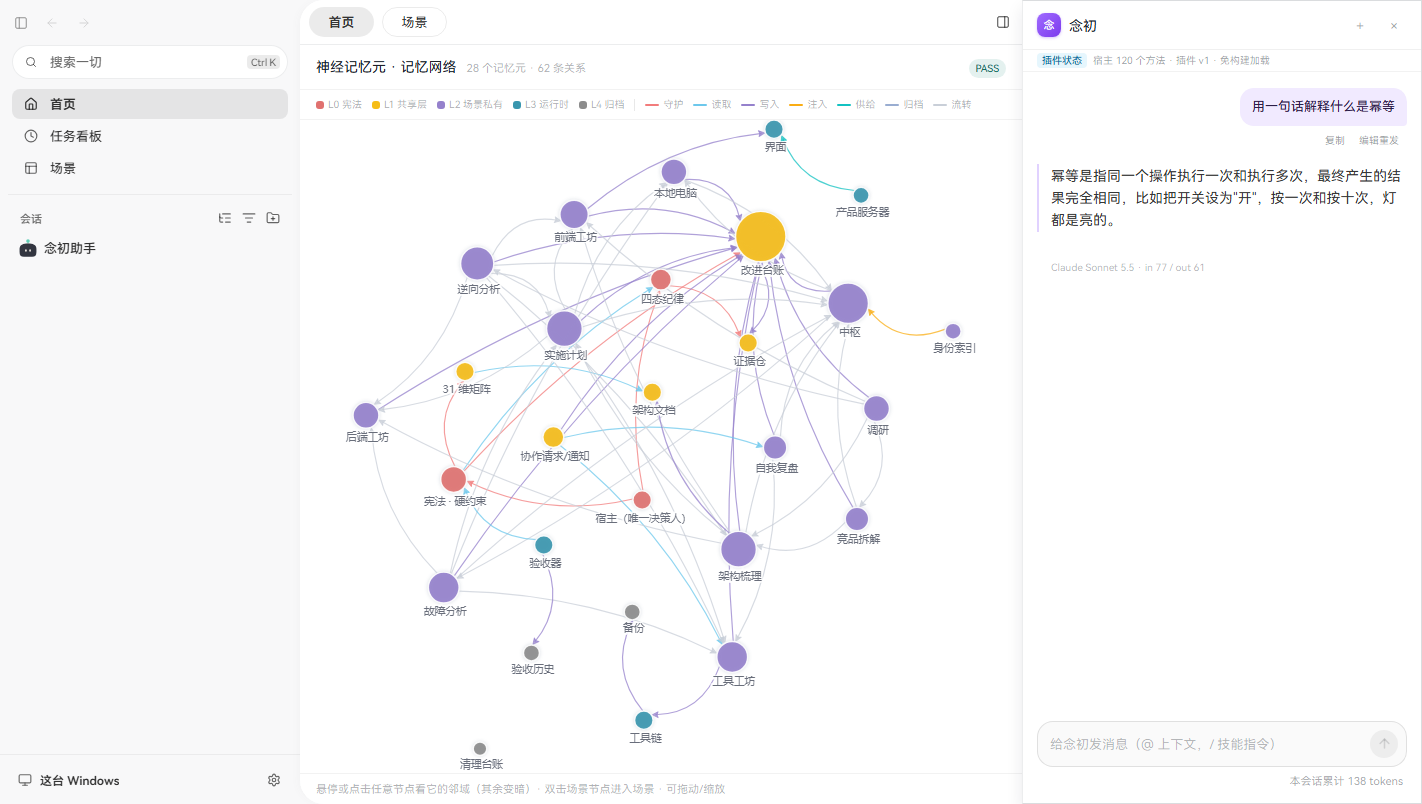 搜索一切 Ctrl K
首页
任务看板
场景
会话
念初助手
这台 Windows
首页 场景
神经记忆元 · 记忆网络 28 个记忆元 · 62 条关系 PASS
L0 宪法 L1 共享层 L2 场景私有 L3 运行时 L4 归档 守护 读取 写入 注入 供给 归档 流转
界面
本地电脑
产品服务器
前端工坊
改进台账
逆向分析
四态纪律
中枢
身份索引
实施计划
证据仓
31 维矩阵
架构文档
后端工坊
调研
协作请求/通知
自我复盘
宪法 · 硬约束
宿主（唯一决策人）
竞品拆解
验收器
架构梳理
故障分析
备份
验收历史
工具工坊
工具链
清理台账
悬停或点击任意节点看它的邻域（其余变暗）· 双击场景节点进入场景 · 可拖动/缩放
念 念初
插件状态 宿主 120 个方法 · 插件 v1 · 免构建加载
用一句话解释什么是幂等
复制 编辑重发
幂等是指同一个操作执行一次和执行多次，最终产生的结
果完全相同，比如把开关设为"开"，按一次和按十次，灯
都是亮的。
Claude Sonnet 5.5 · in 77 / out 61
给念初发消息（@ 上下文，/ 技能指令）
本会话累计 138 tokens